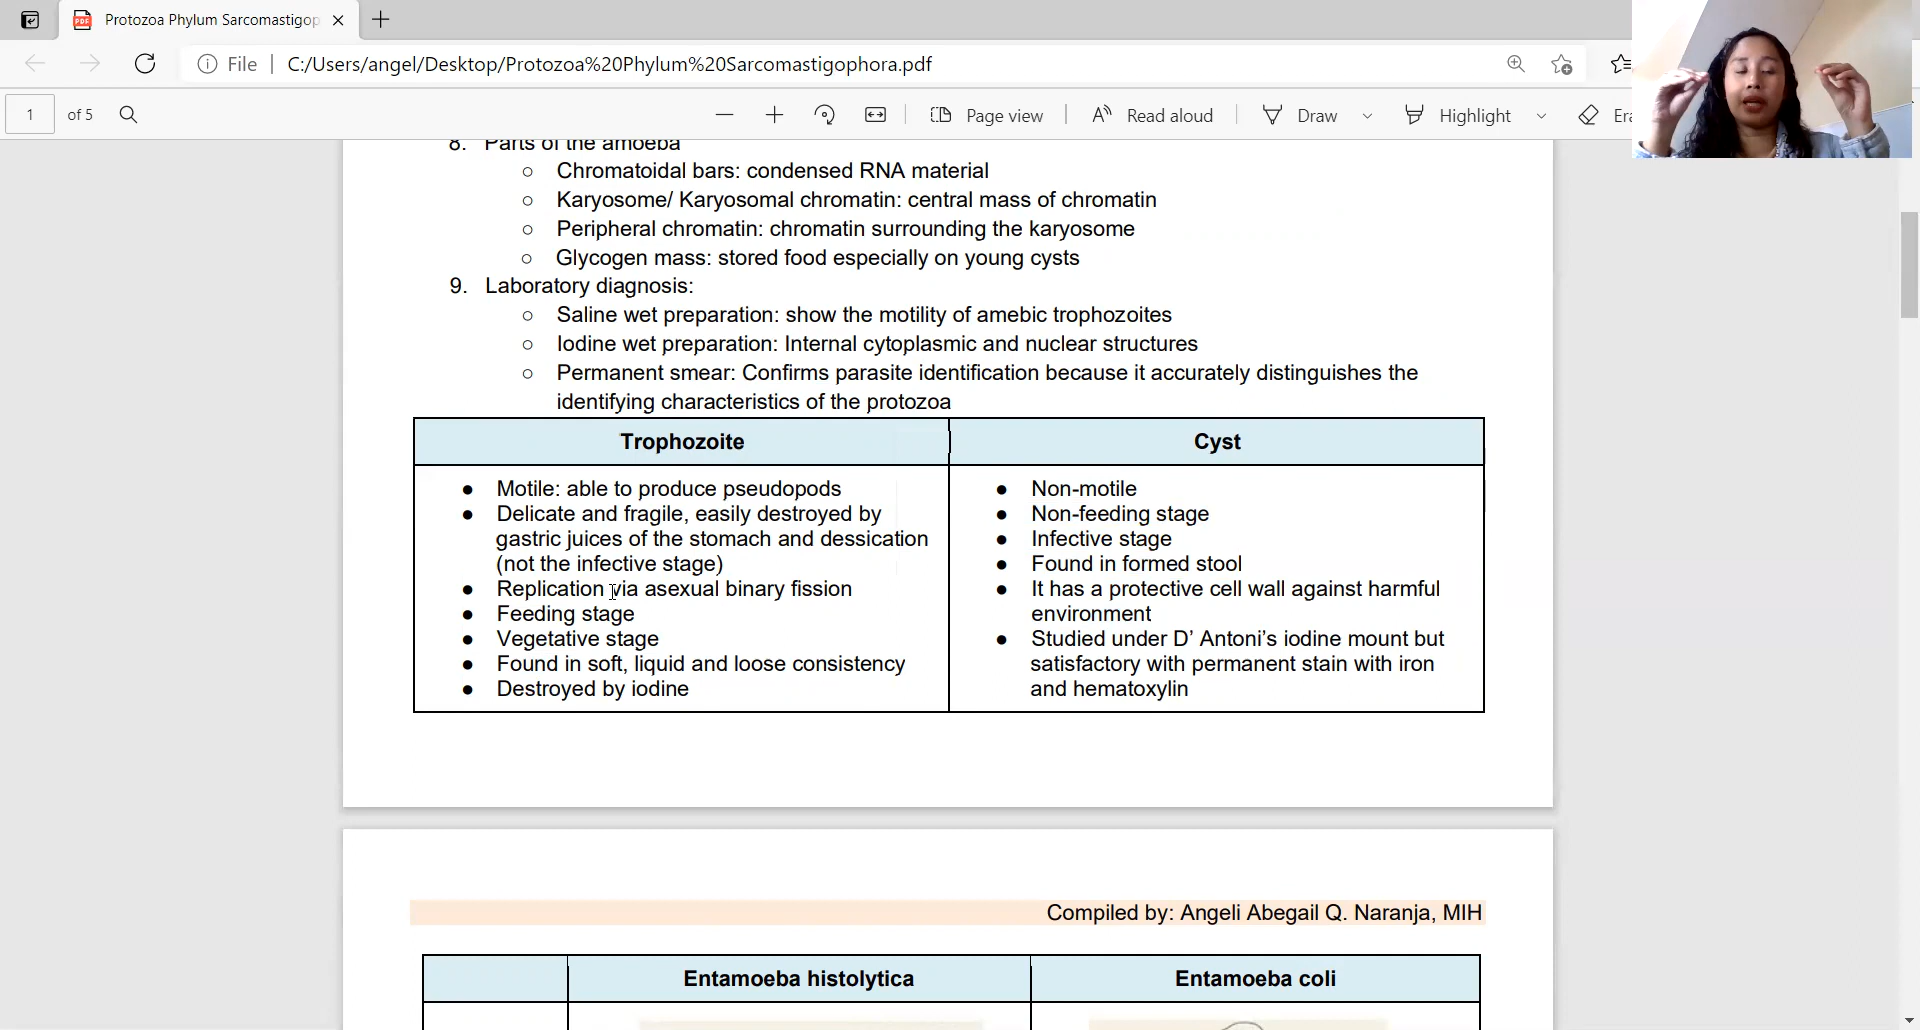 Protozoa Phylum Sarcomastigop
File
C:/Users/angel/Desktop/Protozoa%20Phylum%20Sarcomastigophora.pdf
1 of 5
Page view
Read aloud
Draw
Highlight
Era
8. Parts of the amoeba
○ Chromatoidal bars: condensed RNA material
○ Karyosome/ Karyosomal chromatin: central mass of chromatin
○ Peripheral chromatin: chromatin surrounding the karyosome
○ Glycogen mass: stored food especially on young cysts
9. Laboratory diagnosis:
○ Saline wet preparation: show the motility of amebic trophozoites
○ Iodine wet preparation: Internal cytoplasmic and nuclear structures
○ Permanent smear: Confirms parasite identification because it accurately distinguishes the
identifying characteristics of the protozoa
Trophozoite
● Motile: able to produce pseudopods
● Delicate and fragile, easily destroyed by
gastric juices of the stomach and dessication
(not the infective stage)
● Replication via asexual binary fission
● Feeding stage
● Vegetative stage
● Found in soft, liquid and loose consistency
● Destroyed by iodine
Cyst
● Non-motile
● Non-feeding stage
● Infective stage
● Found in formed stool
● It has a protective cell wall against harmful
environment
● Studied under D' Antoni's iodine mount but
satisfactory with permanent stain with iron
and hematoxylin
Compiled by: Angeli Abegail Q. Naranja, MIH
Entamoeba histolytica
Entamoeba coli